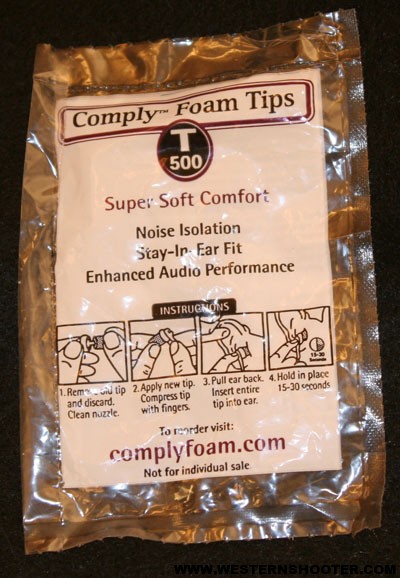 Comply™ Foam Tips
T
500
Super Soft Comfort
Noise Isolation
Stay-In-Ear Fit
Enhanced Audio Performance
INSTRUCTIONS
15-30
Seconds
1. Remove old tip
and discard.
Clean nozzle.
2. Apply new tip.
Compress tip
with fingers.
3. Pull ear back.
Insert entire
tip into ear.
4. Hold in place
15-30 seconds
To reorder visit:
complyfoam.com
Not for individual sale
WWW.WESTERNSHOOTER.COM